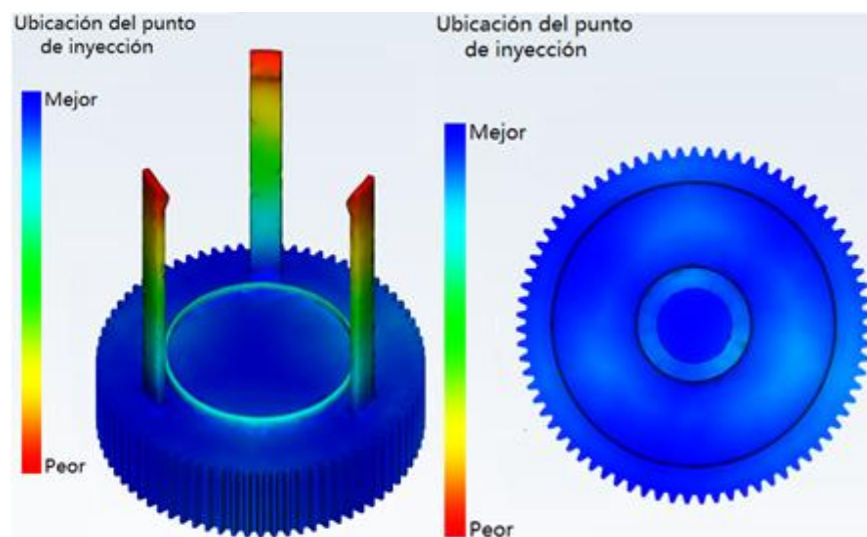 Ubicación del punto
de inyección
Mejor
Peor
Ubicación del punto
de inyección
Mejor
Peor